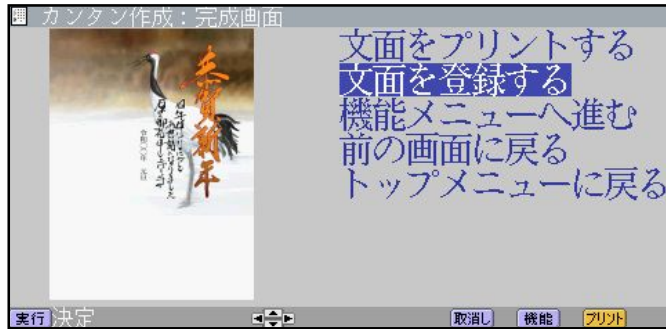 カンタン作成：完成画面
文面をプリントする
文面を登録する
機能メニューへ進む
前の画面に戻る
トップメニューに戻る
恭賀新年
実行 決定
取消し 機能 プリント